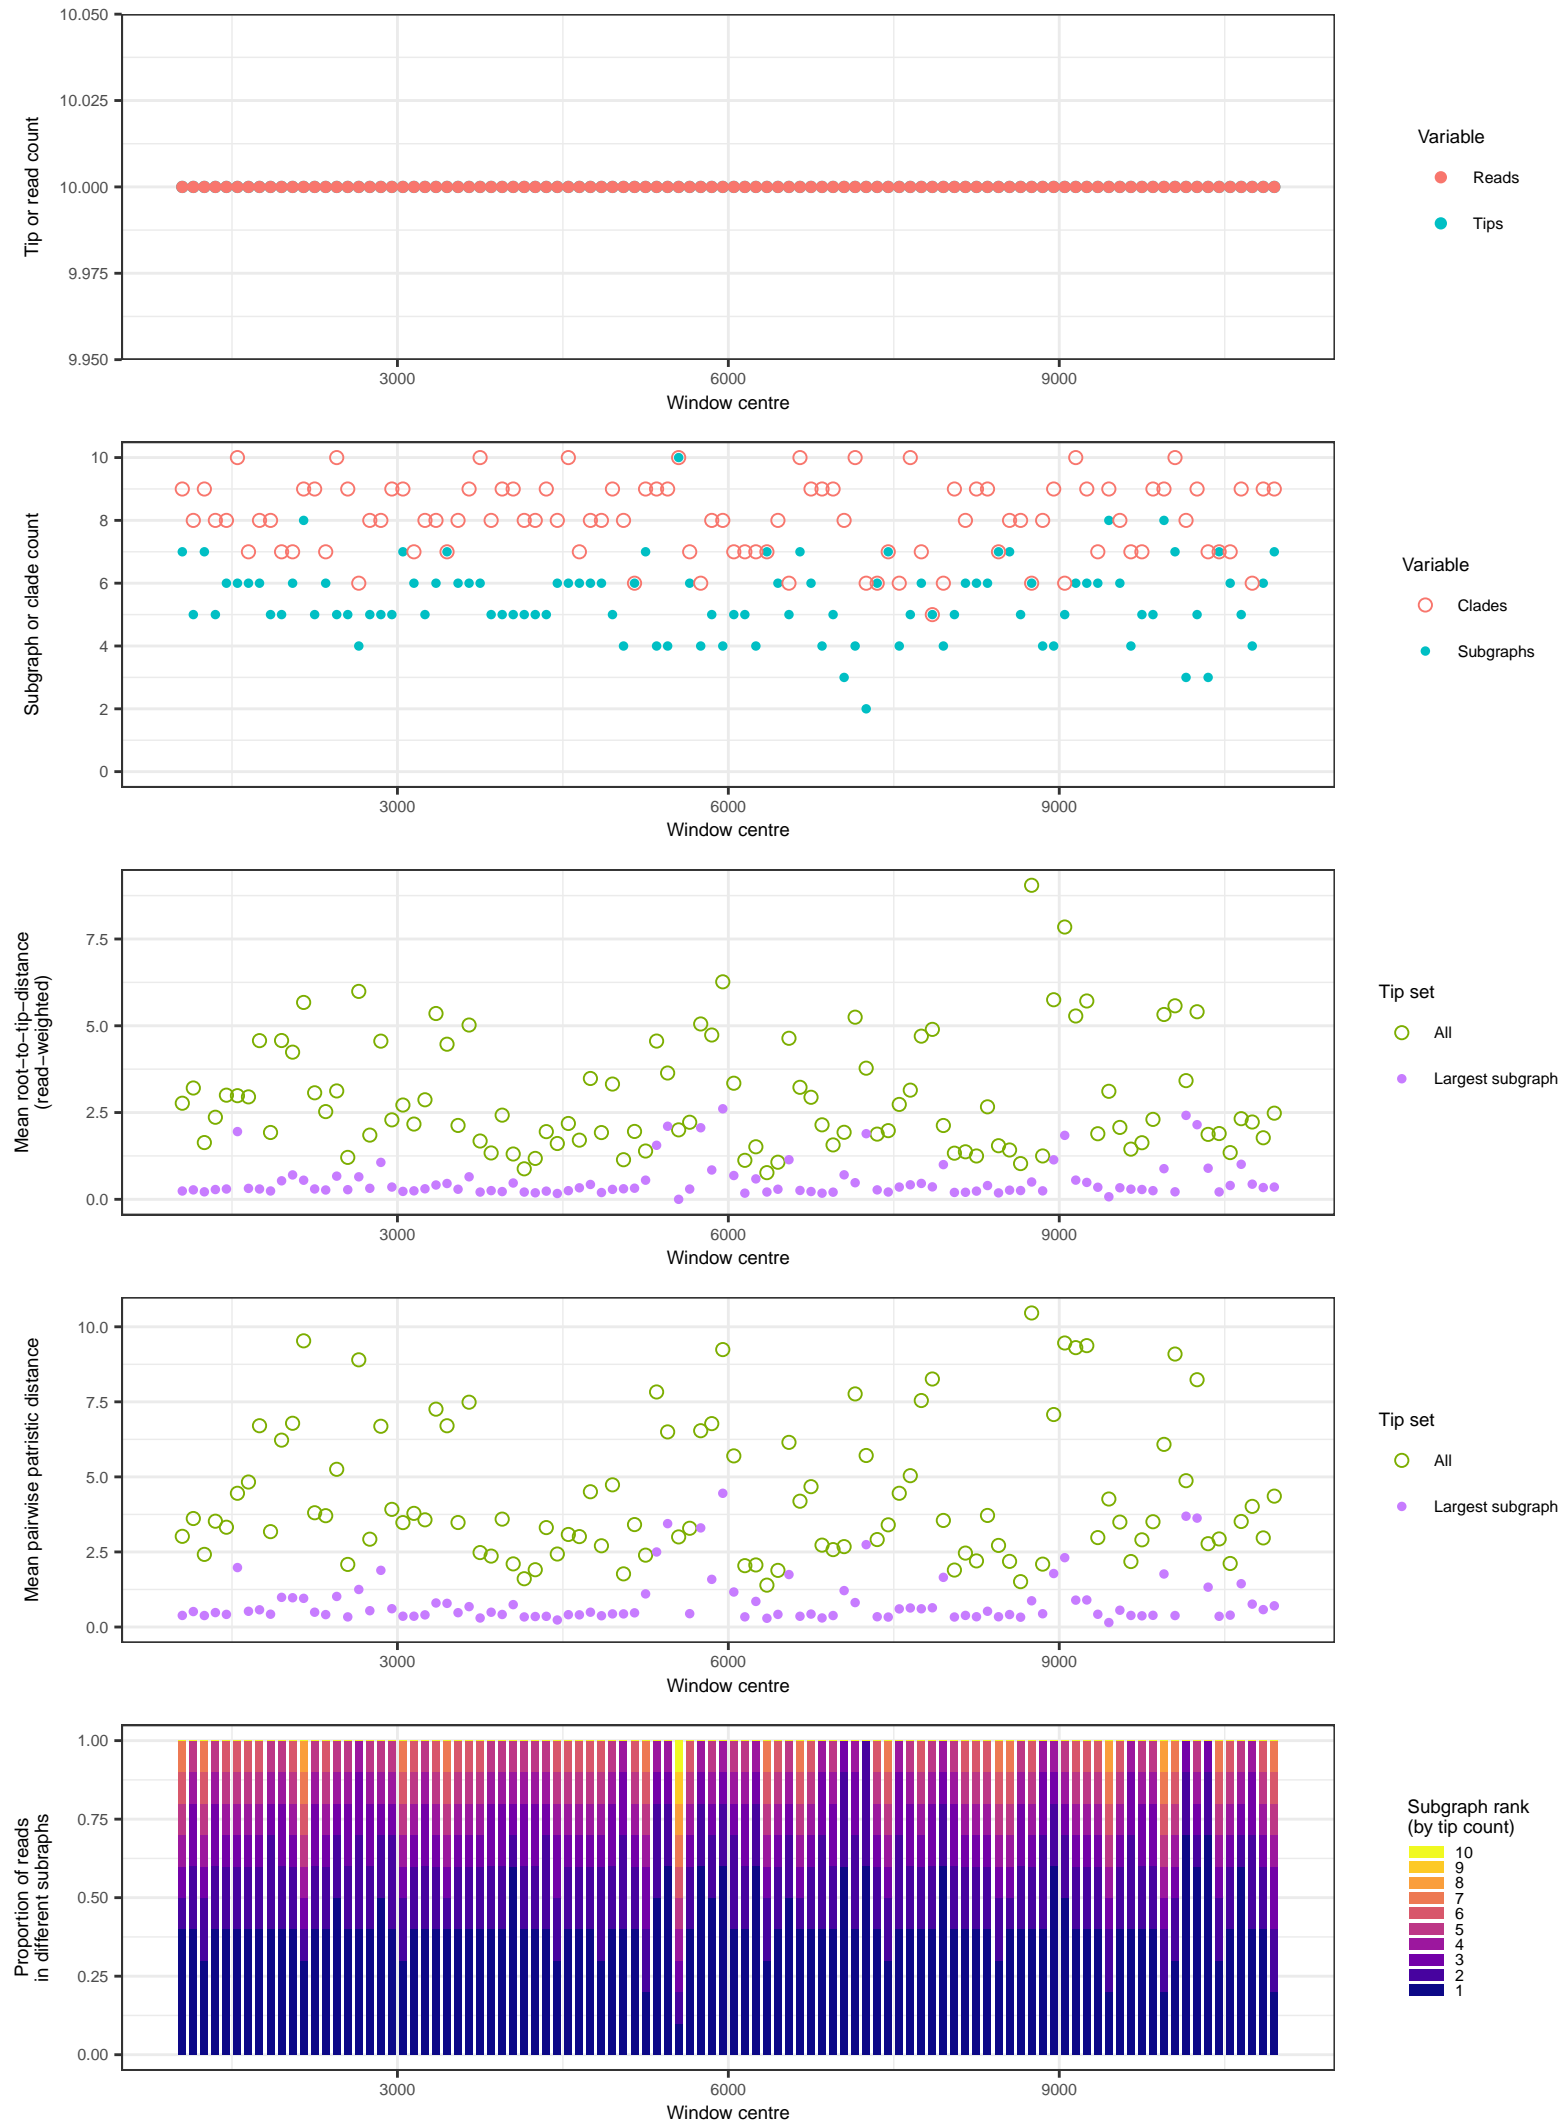 10.050
10.025
10.000
9.975
9.950
Tip or read count
3000 6000 9000
Window centre
Variable
Reads
Tips
10
8
6
4
2
0
Subgraph or clade count
3000 6000 9000
Window centre
Variable
Clades
Subgraphs
7.5
5.0
2.5
0.0
Mean root−to−tip−distance
(read−weighted)
3000 6000 9000
Window centre
Tip set
All
Largest subgraph
10.0
7.5
5.0
2.5
0.0
Mean pairwise patristic distance
3000 6000 9000
Window centre
Tip set
All
Largest subgraph
1.00
0.75
0.50
0.25
0.00
Proportion of reads
in different subraphs
3000 6000 9000
Window centre
Subgraph rank
(by tip count)
10
9
8
7
6
5
4
3
2
1